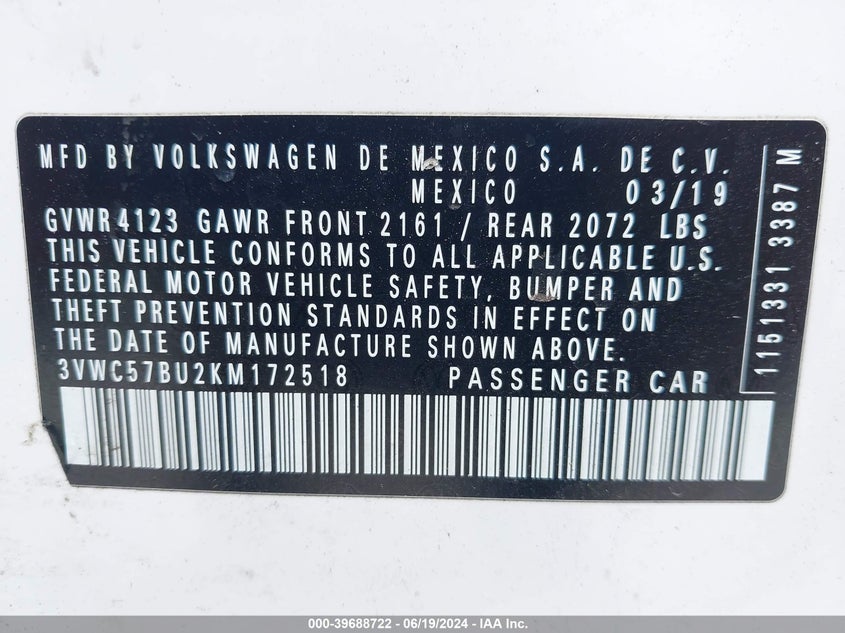 MFD BY VOLKSWAGEN DE MEXICO S.A. DE C.V.
MEXICO 03/19
GVWR 4123 GAWR FRONT 2161 / REAR 2072 LBS
THIS VEHICLE CONFORMS TO ALL APPLICABLE U.S.
FEDERAL MOTOR VEHICLE SAFETY, BUMPER AND
THEFT PREVENTION STANDARDS IN EFFECT ON
THE DATE OF MANUFACTURE SHOWN ABOVE.
3VWC57BU2KM172518 PASSENGER CAR
1151331 3387 M
000-39688722 - 06/19/2024 - IAA Inc.